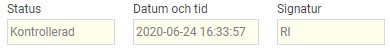 Status Datum och tid Signatur
Kontrollerad 2020-06-24 16:33:57 RI